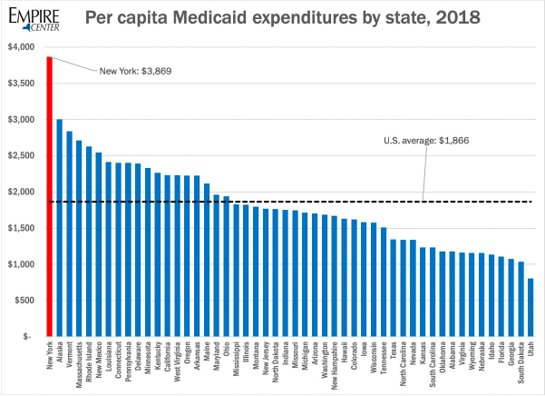 EMPIRE
CENTER
Per capita Medicaid expenditures by state, 2018
$4,000
New York: $3,869
$3,500
$3,000
U.S. average: $1,866
$2,500
$2,000
$1,500
$1,000
$500
$-
New York
Alaska
Vermont
Massachusetts
Rhode Island
New Mexico
Louisiana
Connecticut
Pennsylvania
Delaware
Minnesota
Kentucky
California
West Virginia
Oregon
Arkansas
Maine
Maryland
Ohio
Mississippi
Illinois
Montana
New Jersey
North Dakota
Indiana
Missouri
Michigan
Arizona
Washington
New Hampshire
Hawaii
Colorado
Iowa
Wisconsin
Tennessee
Texas
North Carolina
Nevada
Kansas
South Carolina
Oklahoma
Alabama
Virginia
Wyoming
Nebraska
Idaho
Florida
Georgia
South Dakota
Utah